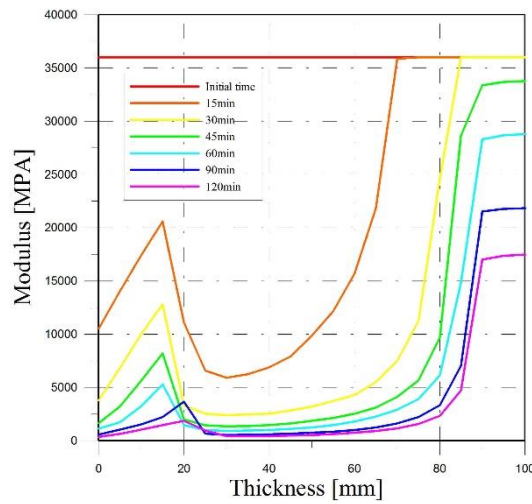 40000
35000
30000
25000
20000
15000
10000
5000
0
Modulus [MPA]
Initial time
15min
30min
45min
60min
90min
120min
0
20
40
60
80
100
Thickness [mm]